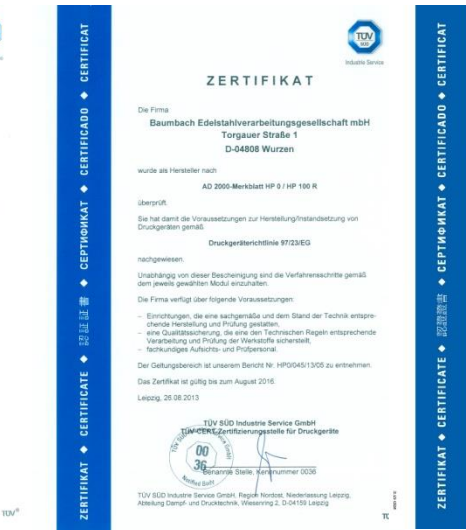 TÜV
SÜD
Industrie Service
ZERTIFIKAT
Die Firma
Baumbach Edelstahlverarbeitungsgesellschaft mbH
Torgauer Straße 1
D-04808 Wurzen
wurde als Hersteller nach
AD 2000-Merkblatt HP 0 / HP 100 R
überprüft.
Sie hat damit die Voraussetzungen zur Herstellung/Instandsetzung von
Druckgeräten gemäß
Druckgeräterichtlinie 97/23/EG
nachgewiesen.
Unabhängig von dieser Bescheinigung sind die Verfahrensschritte gemäß
dem jeweils gewählten Modul einzuhalten.
Die Firma verfügt über folgende Voraussetzungen:
– Einrichtungen, die eine sachgemäße und dem Stand der Technik entspre-
chende Herstellung und Prüfung gestatten,
– eine Qualitätssicherung, die eine den Technischen Regeln entsprechende
Verarbeitung und Prüfung der Werkstoffe sicherstellt,
– fachkundiges Aufsichts- und Prüfpersonal.
Der Geltungsbereich ist unserem Bericht Nr. HP0/045/13/05 zu entnehmen.
Das Zertifikat ist gültig bis zum August 2016.
Leipzig, 26.08.2013
TÜV SÜD Industrie Service GmbH
TÜV-CERT-Zertifizierungsstelle für Druckgeräte
00
36
Notified Body
Benannte Stelle, Kennnummer 0036
TÜV SÜD Industrie Service GmbH, Region Nordost, Niederlassung Leipzig,
Abteilung Dampf- und Drucktechnik, Wiesenring 2, D-04159 Leipzig
ZERTIFIKAT ◆ CERTIFICATE ◆ 認証証書 ◆ СЕРТИФИКАТ ◆ CERTIFICADO ◆ CERTIFICAT
ZERTIFIKAT ◆ CERTIFICATE ◆ 認證證書 ◆ СЕРТИФИКАТ ◆ CERTIFICADO ◆ CERTIFICAT
TÜV®